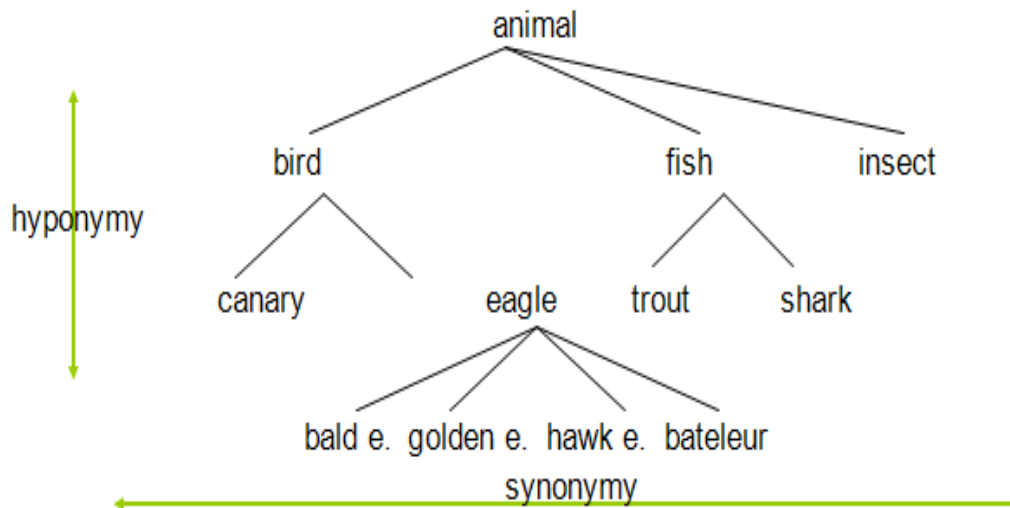 animal
bird fish insect
hyponymy
canary eagle trout shark
bald e. golden e. hawk e. bateleur
synonymy